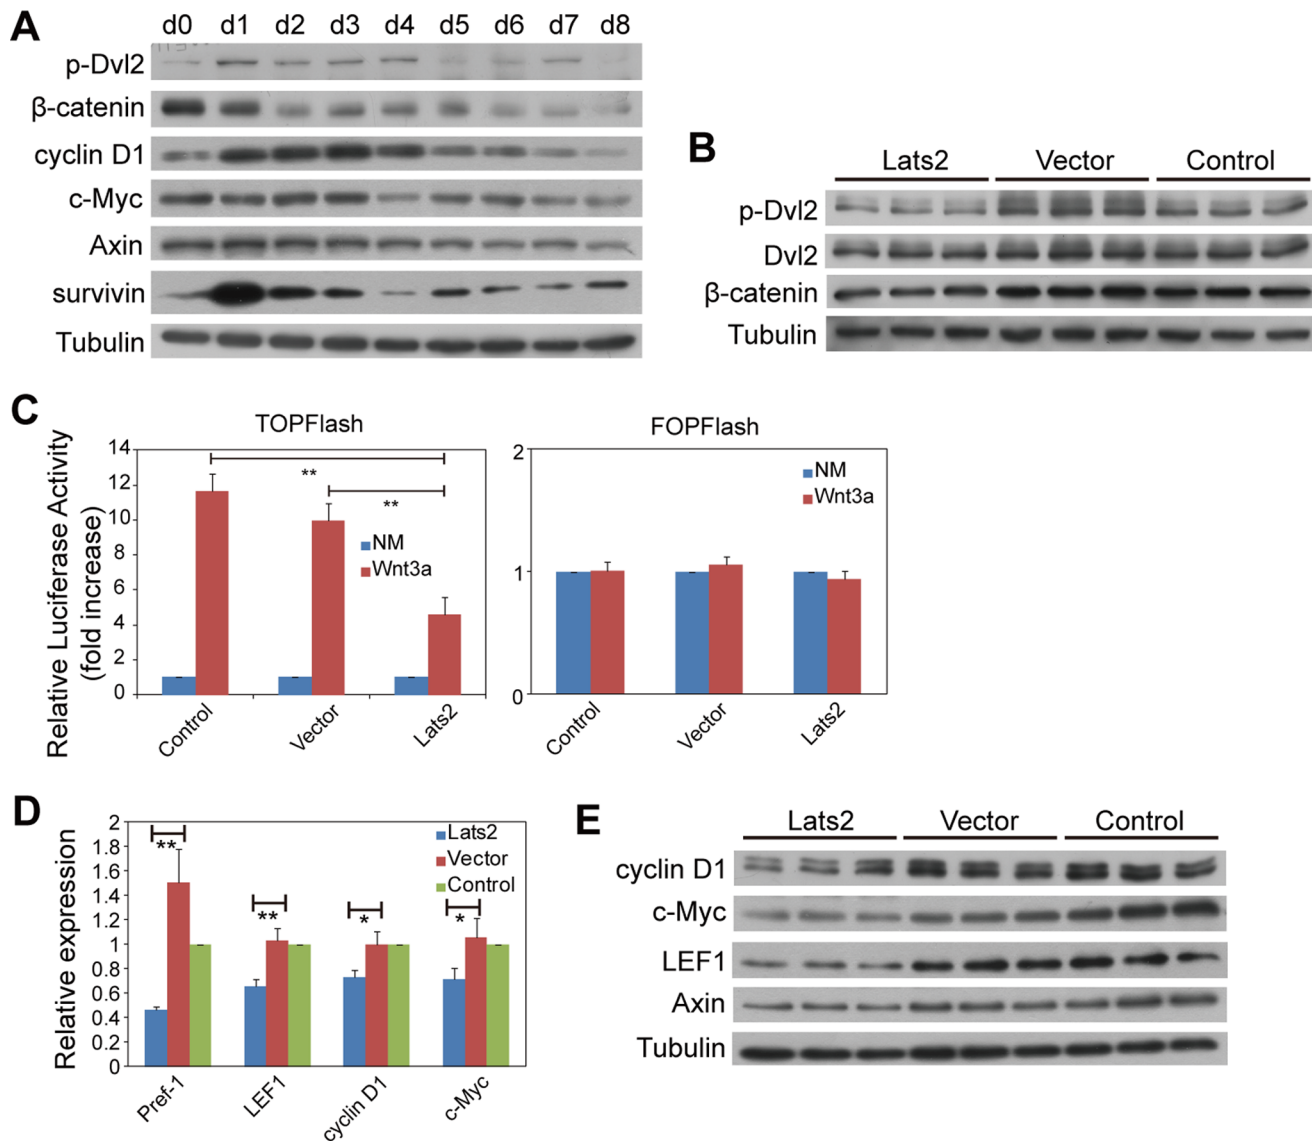 A
d0 d1 d2 d3 d4 d5 d6 d7 d8
p-Dvl2
β-catenin
cyclin D1
c-Myc
Axin
survivin
Tubulin
B
Lats2 Vector Control
p-Dvl2
Dvl2
β-catenin
Tubulin
C
Relative Luciferase Activity
(fold increase)
TOPFlash
14
12
10
8
6
4
2
0
**
**
NM
Wnt3a
Control Vector Lats2
FOPFlash
2
1
0
NM
Wnt3a
Control Vector Lats2
D
Relative expression
2
1.8
1.6
1.4
1.2
1
0.8
0.6
0.4
0.2
0
** ** * *
Lats2
Vector
Control
Pref-1 LEF1 cyclin D1 c-Myc
E
Lats2 Vector Control
cyclin D1
c-Myc
LEF1
Axin
Tubulin